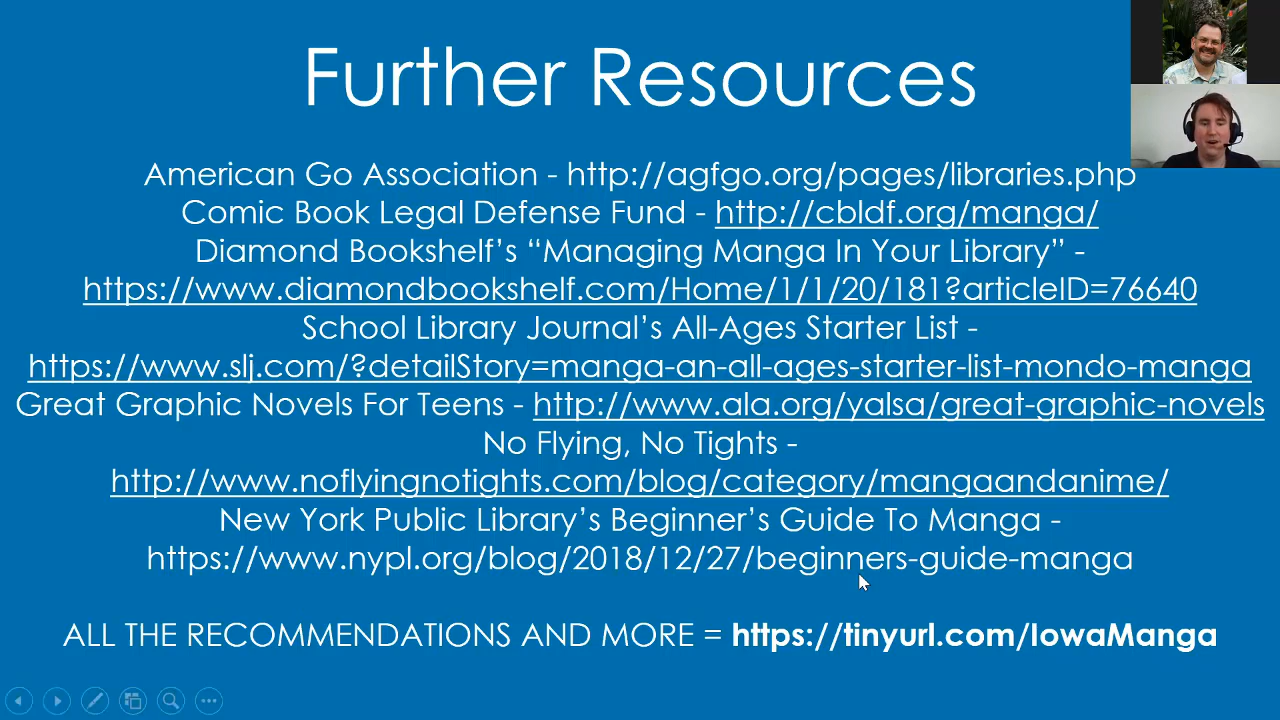 Further Resources
American Go Association - http://agfgo.org/pages/libraries.php
Comic Book Legal Defense Fund - http://cbldf.org/manga/
Diamond Bookshelf’s “Managing Manga In Your Library” -
https://www.diamondbookshelf.com/Home/1/1/20/181?articleID=76640
School Library Journal’s All-Ages Starter List -
https://www.slj.com/?detailStory=manga-an-all-ages-starter-list-mondo-manga
Great Graphic Novels For Teens - http://www.ala.org/yalsa/great-graphic-novels
No Flying, No Tights -
http://www.noflyingnotights.com/blog/category/mangaandanime/
New York Public Library’s Beginner’s Guide To Manga -
https://www.nypl.org/blog/2018/12/27/beginners-guide-manga
ALL THE RECOMMENDATIONS AND MORE = https://tinyurl.com/IowaManga